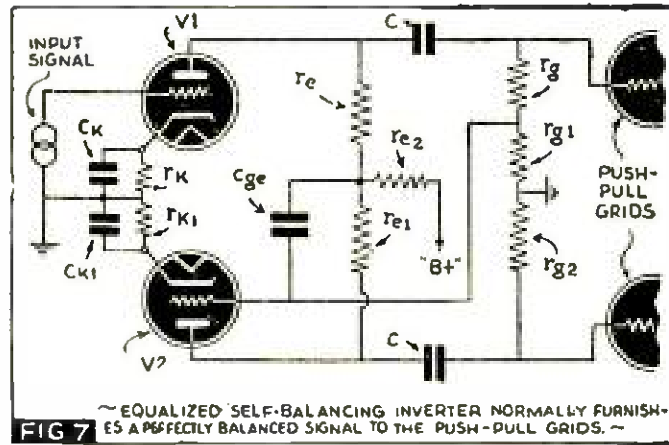 V1
C
INPUT
SIGNAL
re
rg
CK
re2
rg1
rK
Cge
PUSH-
PULL
GRIDS
rK1
re1
"B+"
CK1
rg2
V2
C
~ EQUALIZED SELF-BALANCING INVERTER NORMALLY FURNISH-
FIG 7 ES A PERFECTLY BALANCED SIGNAL TO THE PUSH-PULL GRIDS. ~